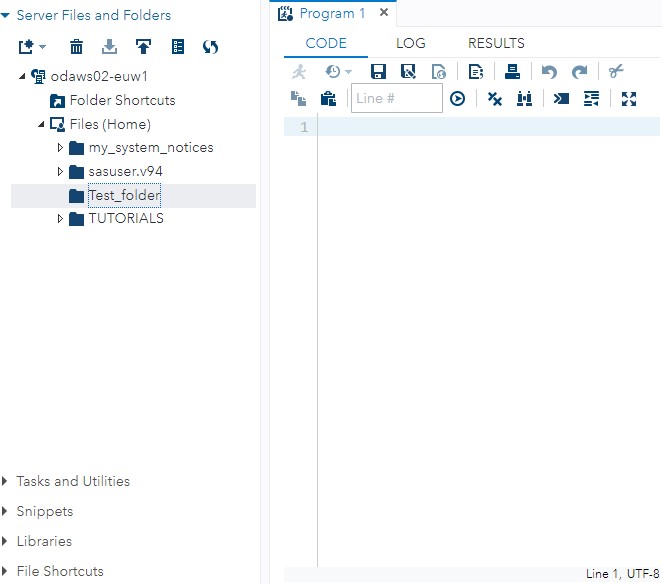 Server Files and Folders
odaws02-euw1
Folder Shortcuts
Files (Home)
my_system_notices
sasuser.v94
Test_folder
TUTORIALS
Tasks and Utilities
Snippets
Libraries
File Shortcuts
Program 1
CODE LOG RESULTS
Line #
1
Line 1, UTF-8